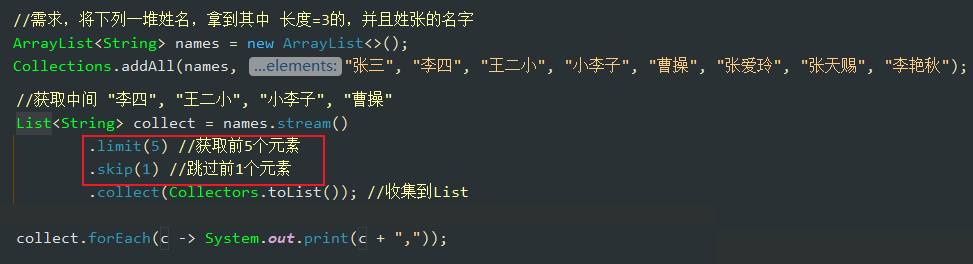 //需求，将下列一堆姓名，拿到其中 长度=3的，并且姓张的名字
ArrayList<String> names = new ArrayList<>();
Collections.addAll(names, ...elements: "张三", "李四", "王二小", "小李子", "曹操", "张爱玲", "张天赐", "李艳秋");
//获取中间 "李四", "王二小", "小李子", "曹操"
List<String> collect = names.stream()
.limit(5) //获取前5个元素
.skip(1) //跳过前1个元素
.collect(Collectors.toList()); //收集到List
collect.forEach(c -> System.out.print(c + ","));